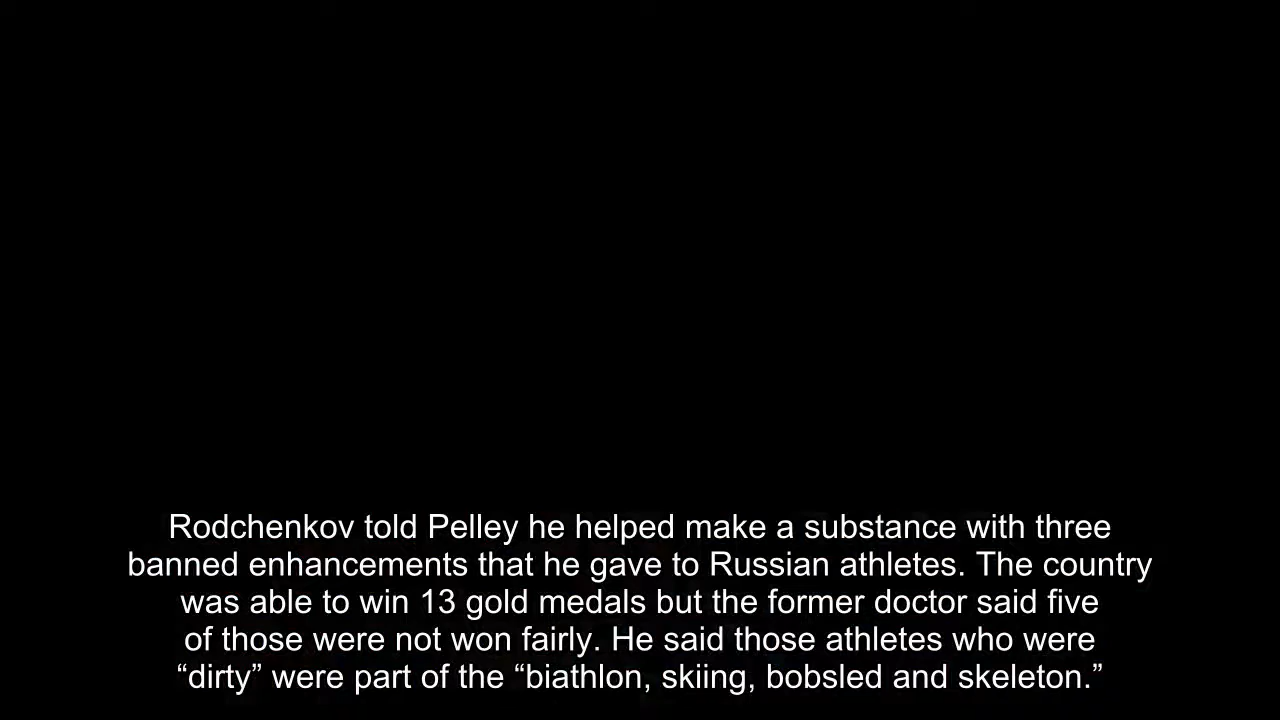 Rodchenkov told Pelley he helped make a substance with three
banned enhancements that he gave to Russian athletes. The country
was able to win 13 gold medals but the former doctor said five
of those were not won fairly. He said those athletes who were
“dirty” were part of the “biathlon, skiing, bobsled and skeleton.”